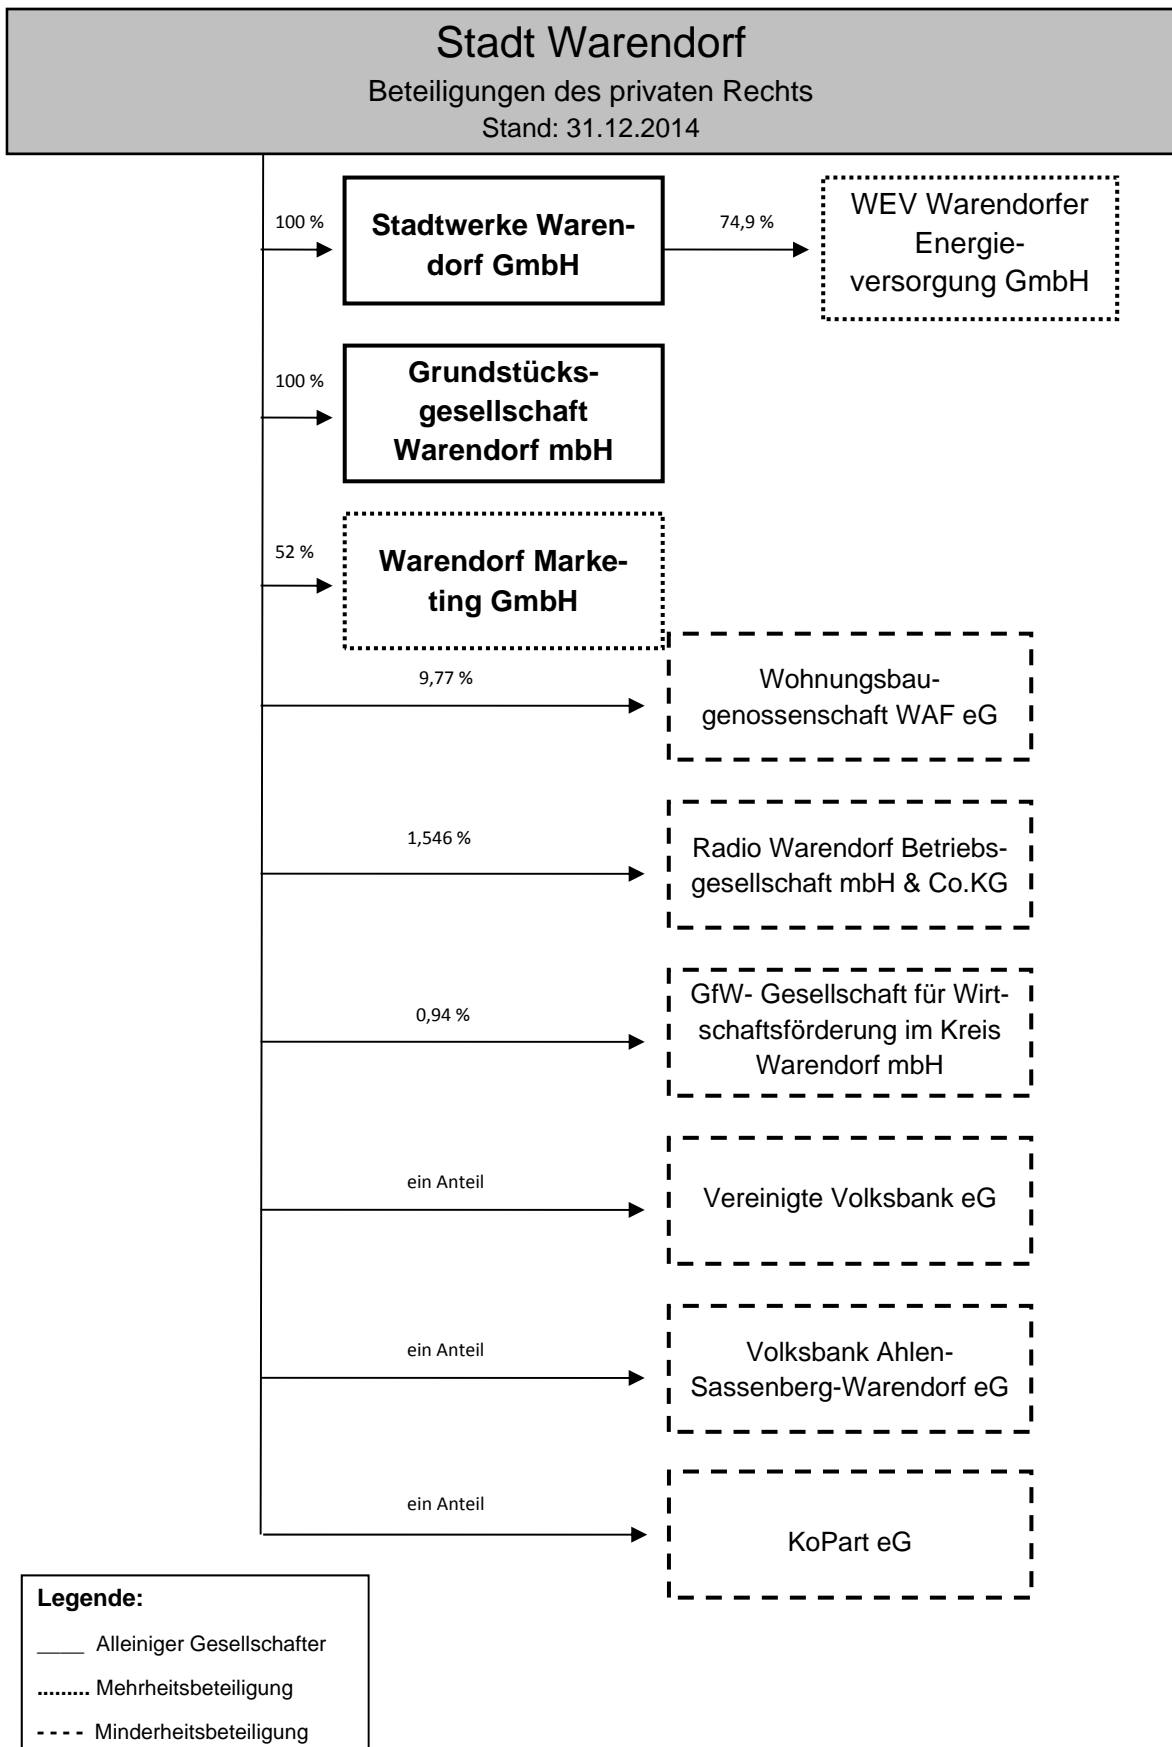 Stadt Warendorf
Beteiligungen des privaten Rechts
Stand: 31.12.2014
100 %
Stadtwerke Waren-
dorf GmbH
74,9 %
WEV Warendorfer
Energie-
versorgung GmbH
100 %
Grundstücks-
gesellschaft
Warendorf mbH
52 %
Warendorf Marke-
ting GmbH
9,77 %
Wohnungsbau-
genossenschaft WAF eG
1,546 %
Radio Warendorf Betriebs-
gesellschaft mbH & Co.KG
0,94 %
GfW- Gesellschaft für Wirt-
schaftsförderung im Kreis
Warendorf mbH
ein Anteil
Vereinigte Volksbank eG
ein Anteil
Volksbank Ahlen-
Sassenberg-Warendorf eG
ein Anteil
KoPart eG
Legende:
____ Alleiniger Gesellschafter
......... Mehrheitsbeteiligung
- - - - Minderheitsbeteiligung